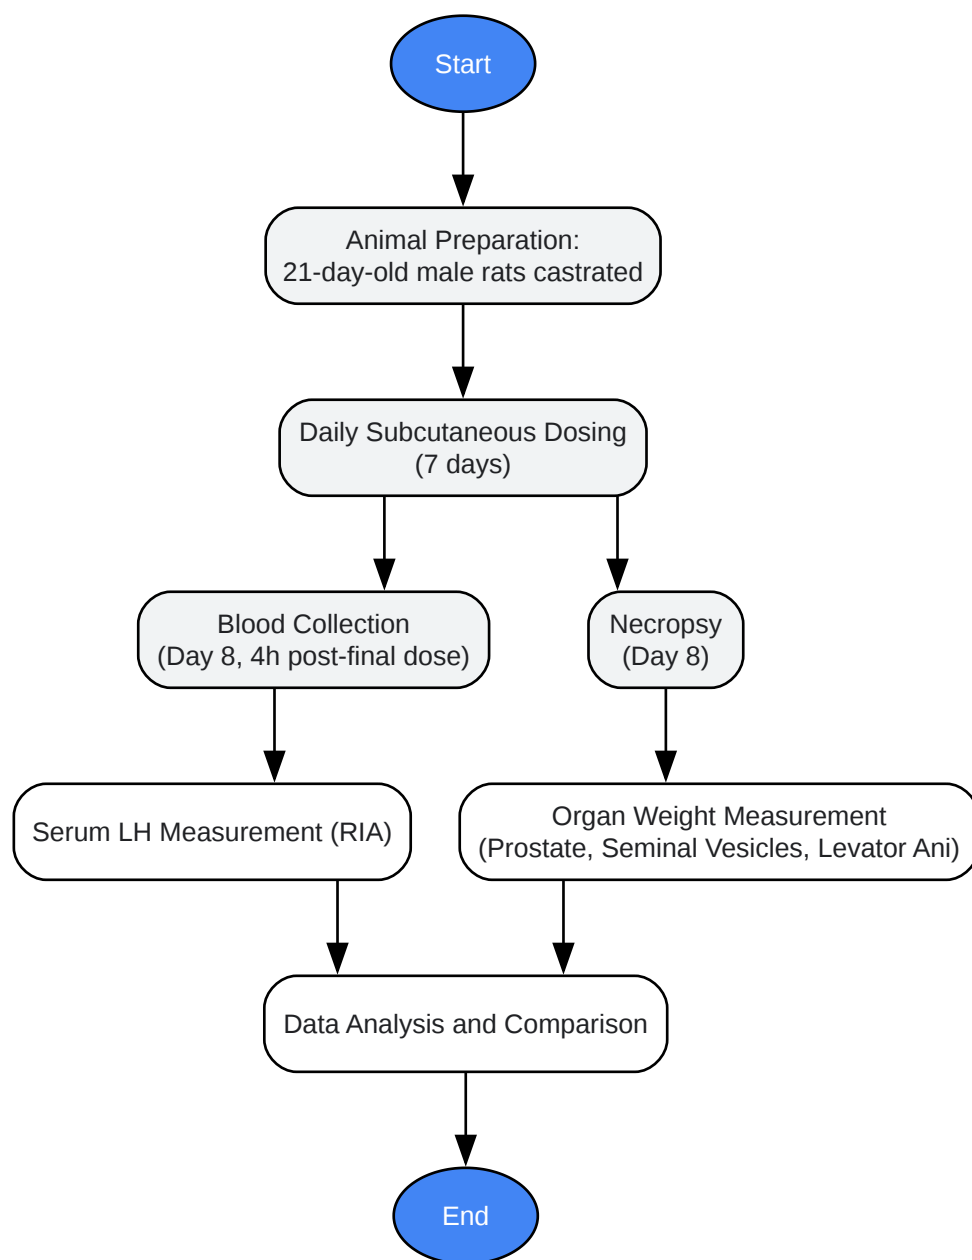 Start
Animal Preparation:
21-day-old male rats castrated
Daily Subcutaneous Dosing
(7 days)
Blood Collection
(Day 8, 4h post-final dose)
Necropsy
(Day 8)
Serum LH Measurement (RIA)
Organ Weight Measurement
(Prostate, Seminal Vesicles, Levator Ani)
Data Analysis and Comparison
End